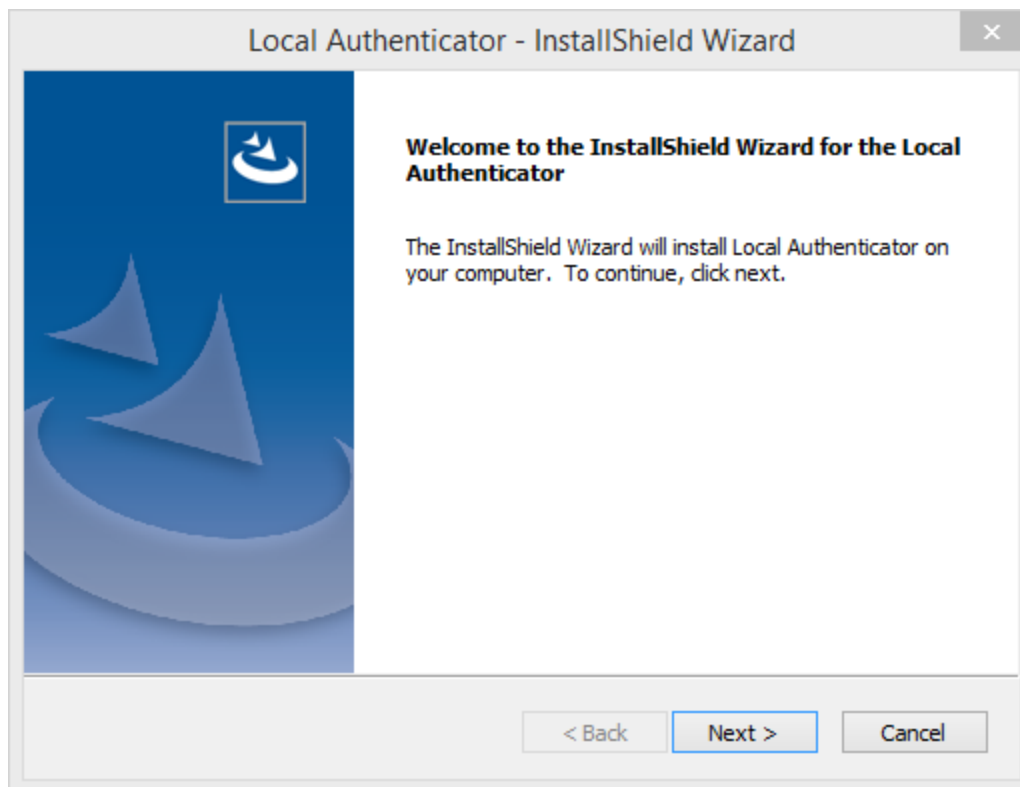 Local Authenticator - InstallShield Wizard
Welcome to the InstallShield Wizard for the Local
Authenticator
The InstallShield Wizard will install Local Authenticator on
your computer.  To continue, click next.
< Back
Next >
Cancel